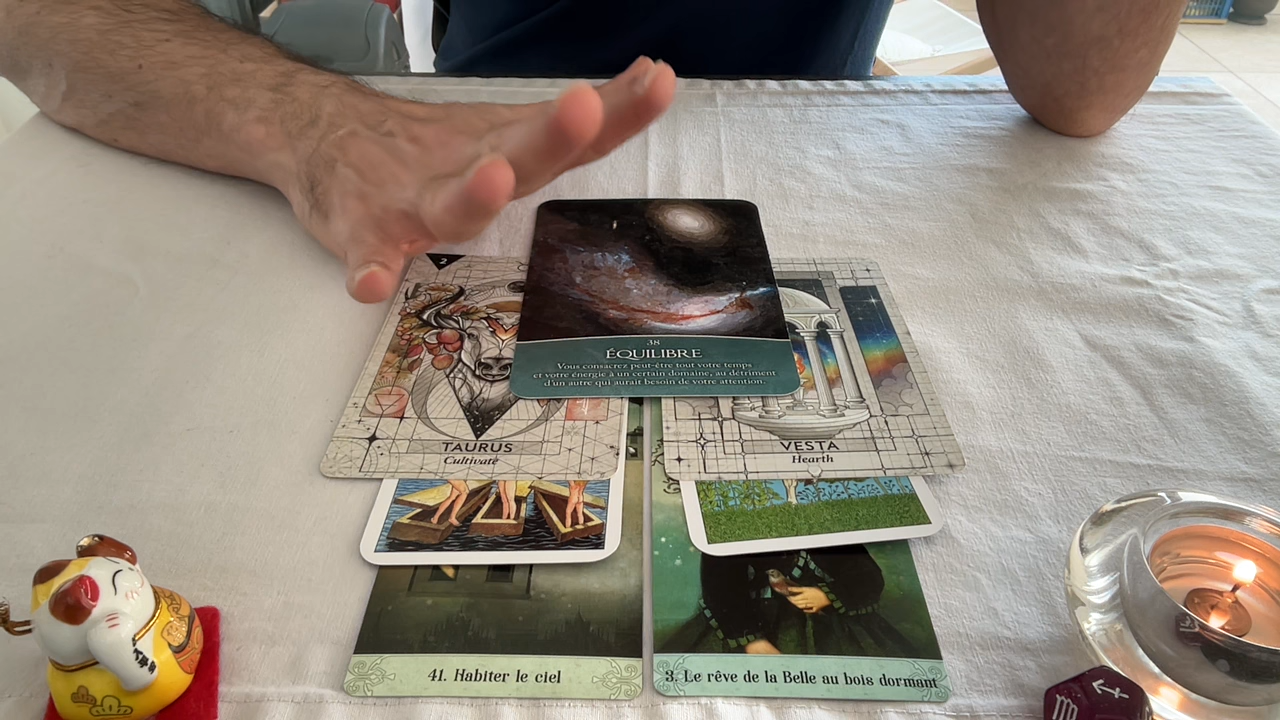 2
38
ÉQUILIBRE
Vous consacrez peut-être tout votre temps
et votre énergie à un certain domaine, au détriment
d'un autre qui aurait besoin de votre attention.
TAURUS
Cultivate
VESTA
Hearth
41. Habiter le ciel
3. Le rêve de la Belle au bois dormant